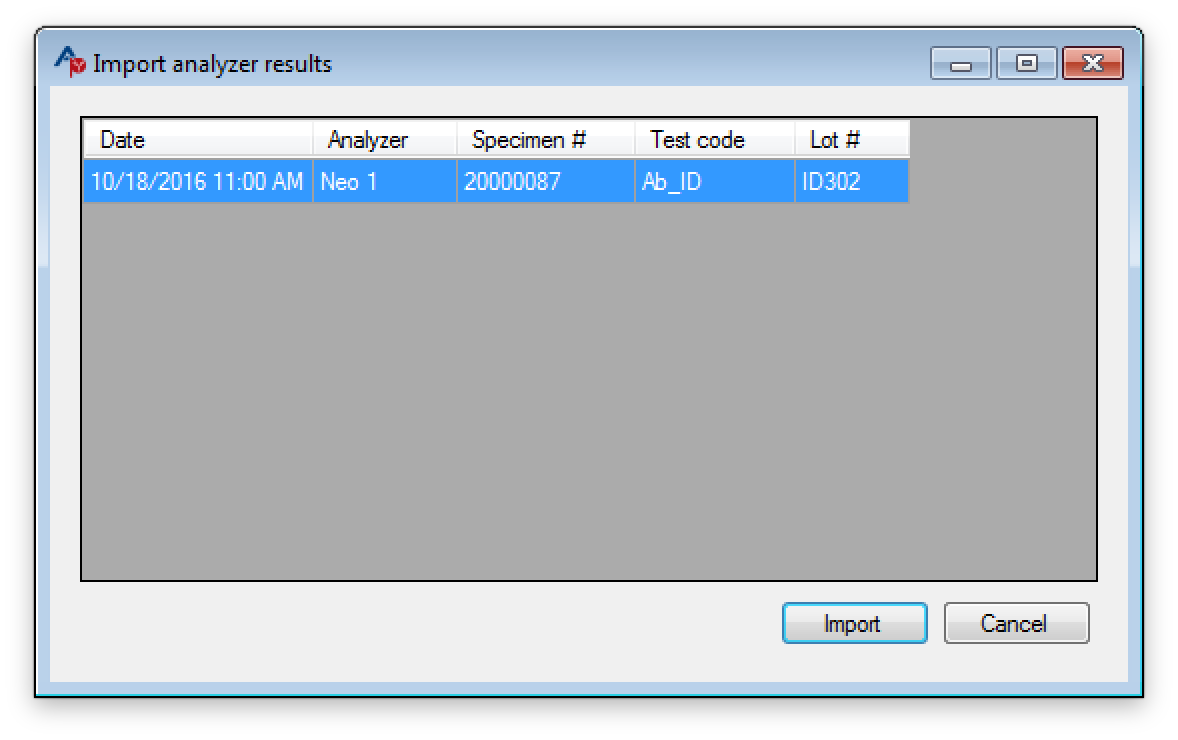 Import analyzer results
Date Analyzer Specimen # Test code Lot #
10/18/2016 11:00 AM Neo 1 20000087 Ab_ID ID302
Import Cancel